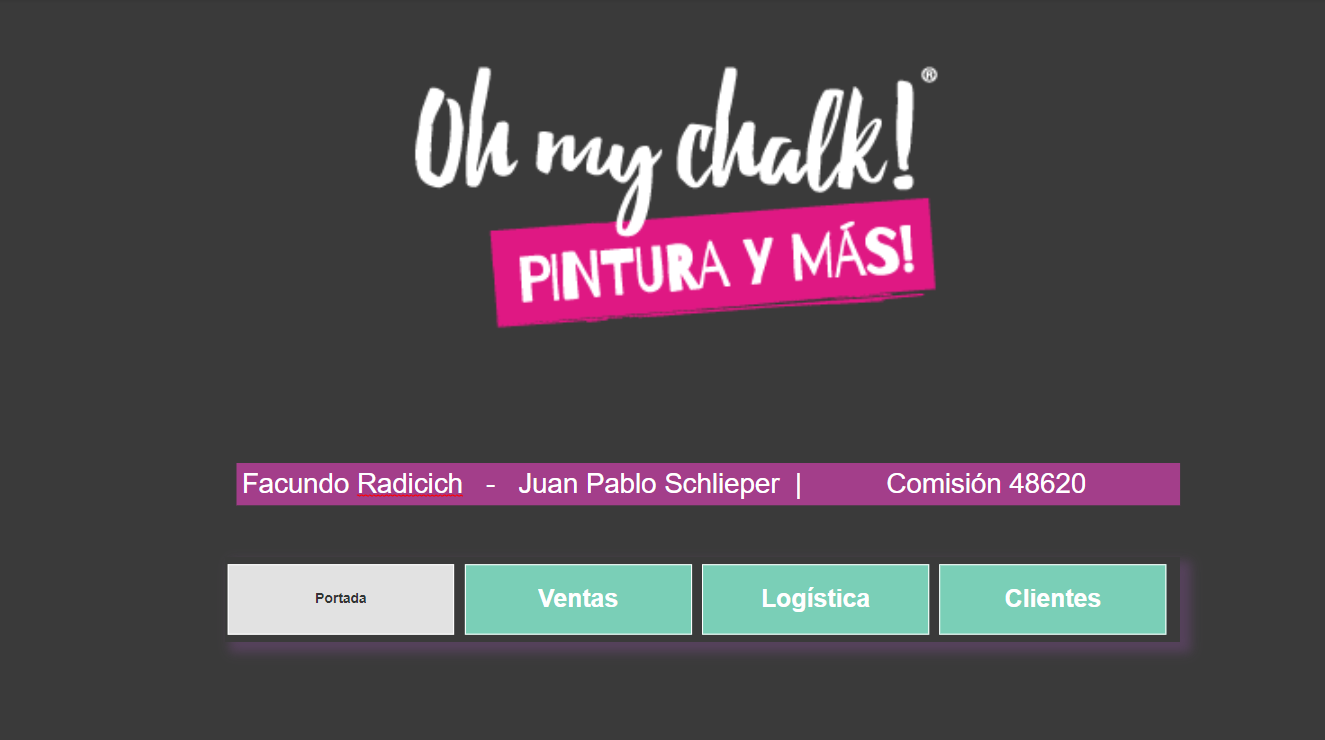 Oh my chalk! ®
PINTURA Y MÁS!
Facundo Radicich - Juan Pablo Schlieper | Comisión 48620
Portada Ventas Logística Clientes